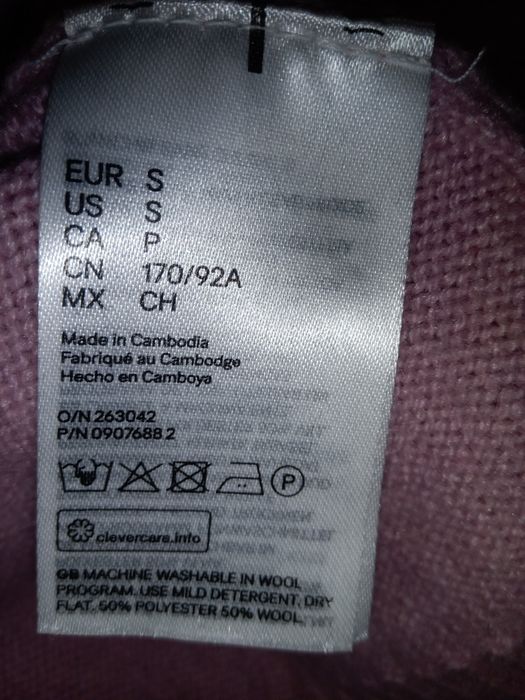 EUR S
US S
CA P
CN 170/92A
MX CH
Made in Cambodia
Fabriqué au Cambodge
Hecho en Camboya
O/N 263042
P/N 0907688 2
P
clevercare.info
GB MACHINE WASHABLE IN WOOL
PROGRAM. USE MILD DETERGENT. DRY
FLAT. 50% POLYESTER 50% WOOL.